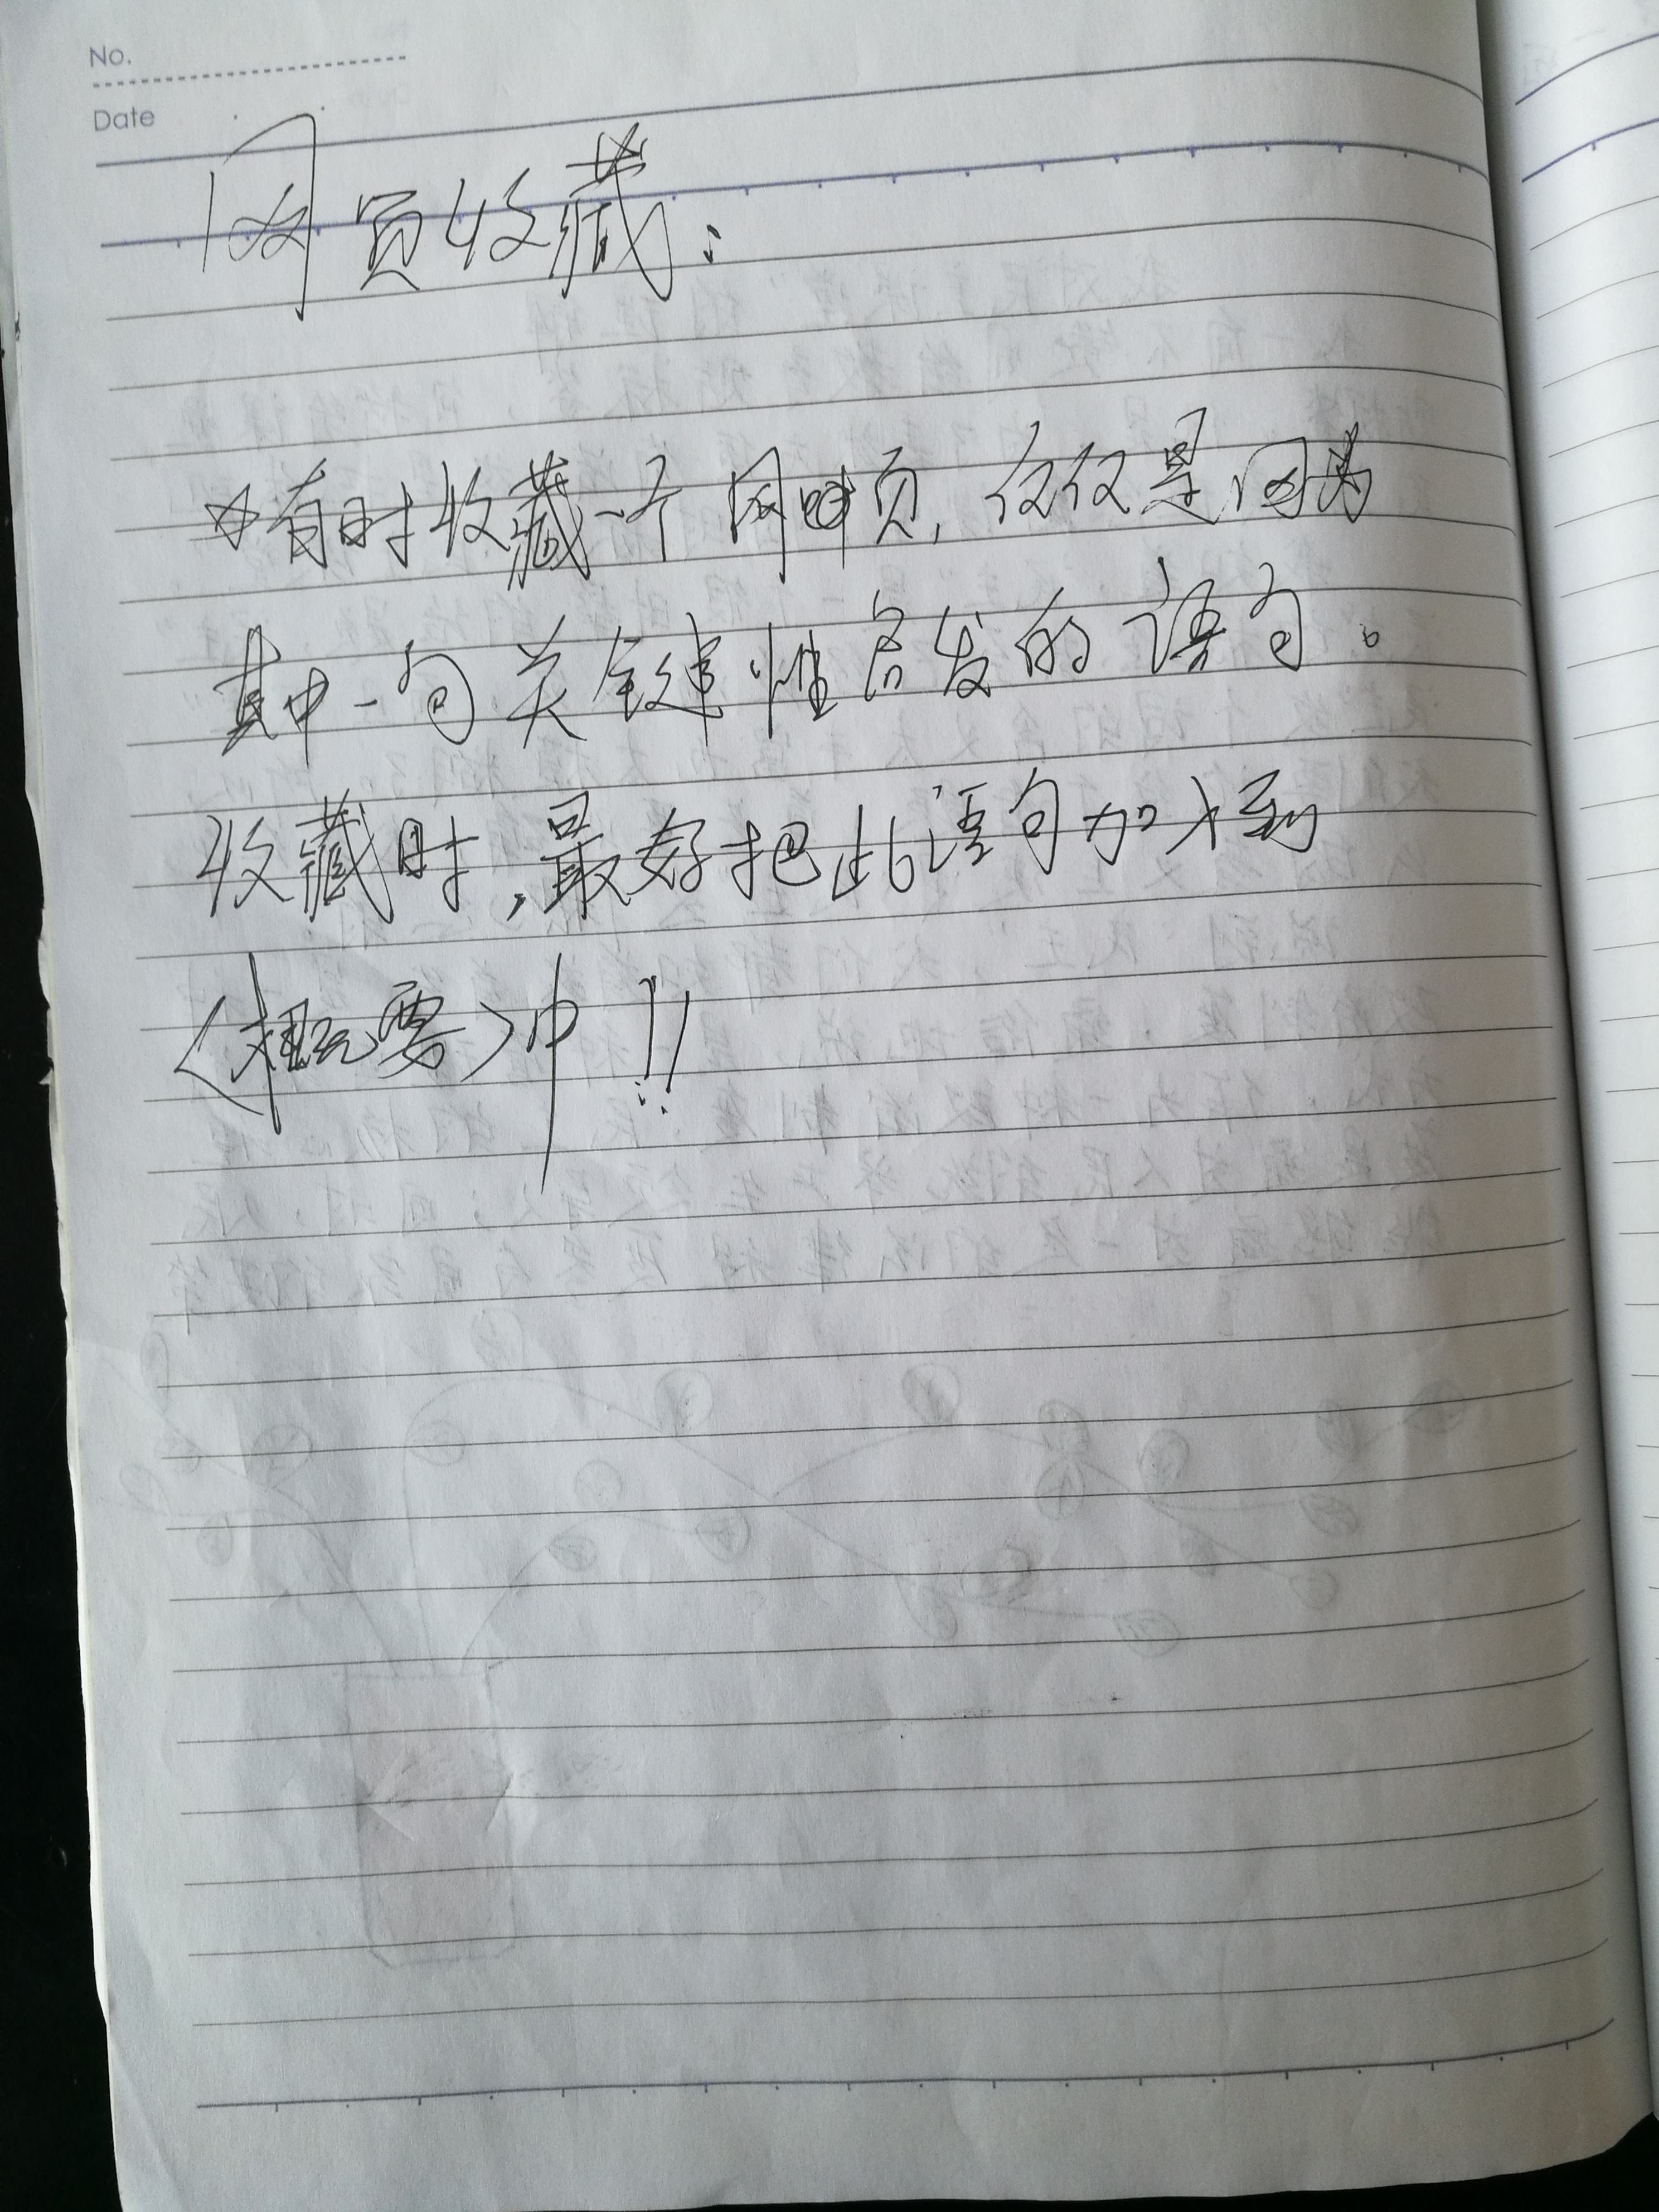 No.
Date
网页收藏:
有时收藏一个网页,仅仅是因为
其中一句关键性启发的语句。
收藏时,最好把此语句加入到
〈概要〉中!!